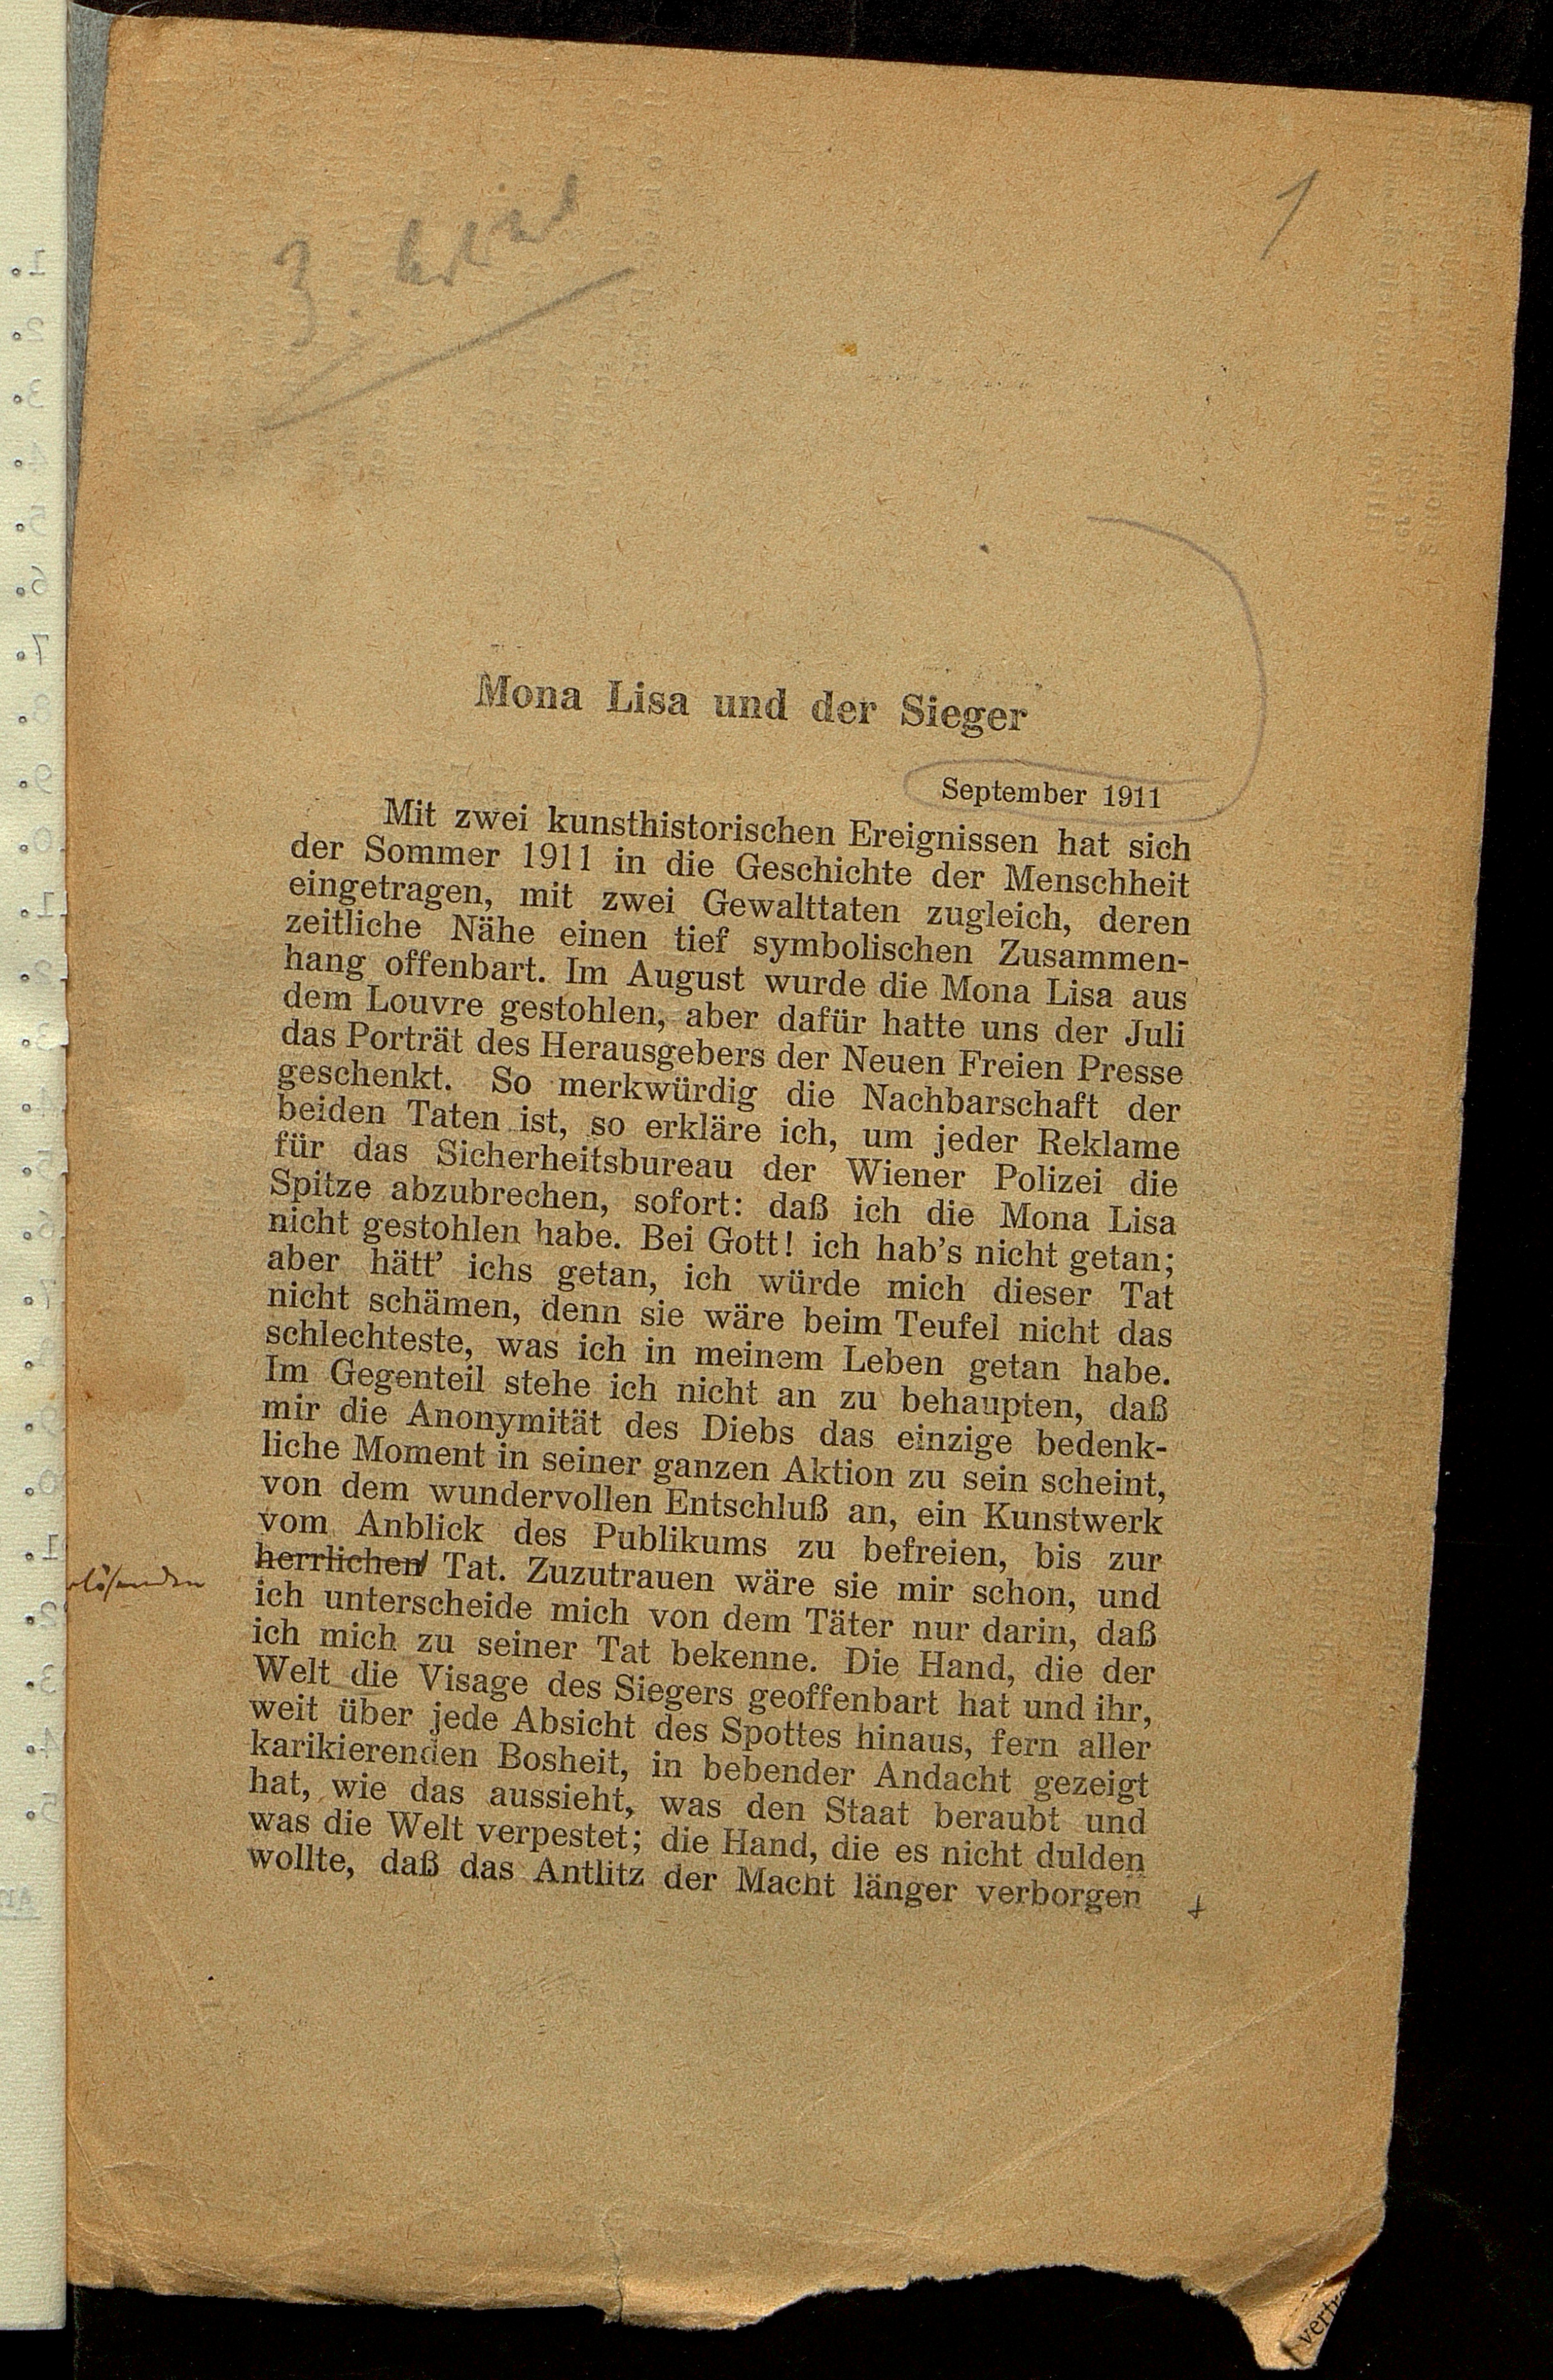 3.
1
Mona Lisa und der Sieger
September 1911
Mit zwei kunsthistorischen Ereignissen hat sich
der Sommer 1911 in die Geschichte der Menschheit
eingetragen, mit zwei Gewalttaten zugleich, deren
zeitliche Nähe einen tief symbolischen Zusammen-
hang offenbart. Im August wurde die Mona Lisa aus
dem Louvre gestohlen, aber dafür hatte uns der Juli
das Porträt des Herausgebers der Neuen Freien Presse
geschenkt. So merkwürdig die Nachbarschaft der
beiden Taten ist, so erkläre ich, um jeder Reklame
für das Sicherheitsbureau der Wiener Polizei die
Spitze abzubrechen, sofort: daß ich die Mona Lisa
nicht gestohlen habe. Bei Gott! ich hab's nicht getan;
aber hätt' ichs getan, ich würde mich dieser Tat
nicht schämen, denn sie wäre beim Teufel nicht das
schlechteste, was ich in meinem Leben getan habe.
Im Gegenteil stehe ich nicht an zu behaupten, daß
mir die Anonymität des Diebs das einzige bedenk-
liche Moment in seiner ganzen Aktion zu sein scheint,
von dem wundervollen Entschluß an, ein Kunstwerk
vom Anblick des Publikums zu befreien, bis zur
herrlichen Tat. Zuzutrauen wäre sie mir schon, und
lösenden
ich unterscheide mich von dem Täter nur darin, daß
ich mich zu seiner Tat bekenne. Die Hand, die der
Welt die Visage des Siegers geoffenbart hat und ihr,
weit über jede Absicht des Spottes hinaus, fern aller
karikierenden Bosheit, in bebender Andacht gezeigt
hat, wie das aussieht, was den Staat beraubt und
was die Welt verpestet; die Hand, die es nicht dulden
wollte, daß das Antlitz der Macht länger verborgen